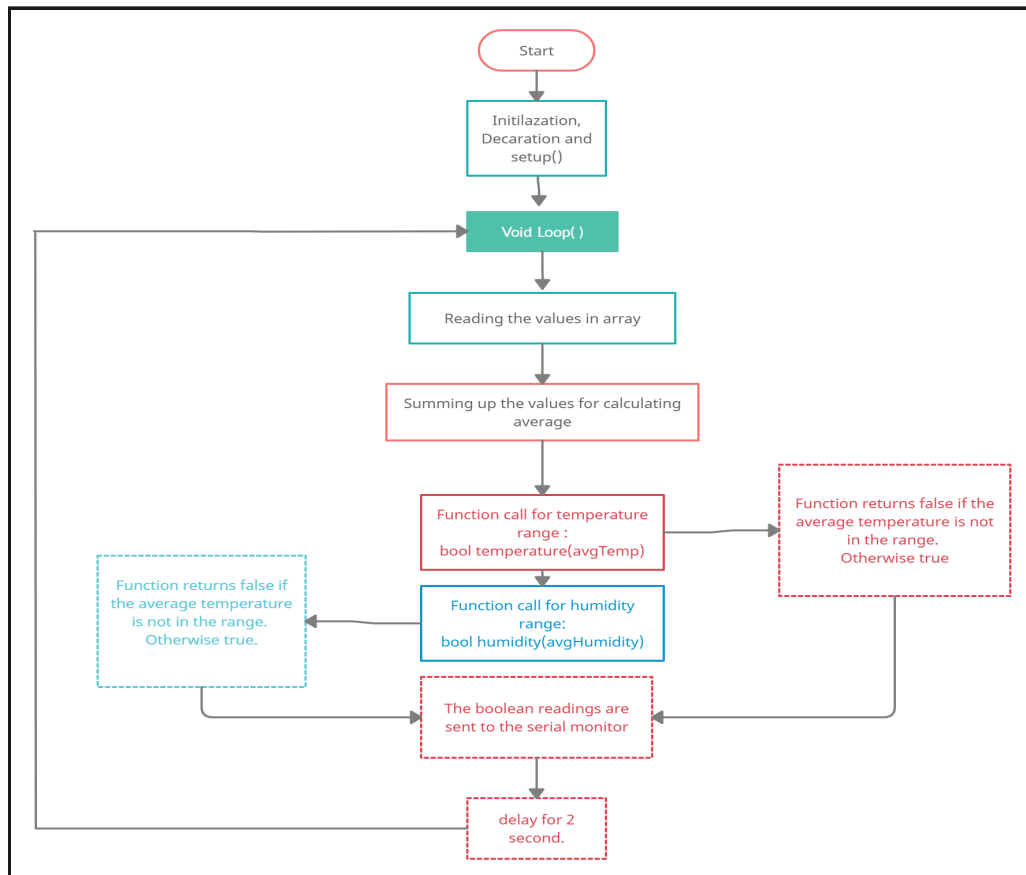 Start
Initilazation,
Decaration and
setup()
Void Loop( )
Reading the values in array
Summing up the values for calculating
average
Function call for temperature
range :
bool temperature(avgTemp)
Function returns false if the
average temperature is not
in the range.
Otherwise true
Function call for humidity
range:
bool humidity(avgHumidity)
Function returns false if
the average temperature
is not in the range.
Otherwise true.
The boolean readings are
sent to the serial monitor
delay for 2
second.